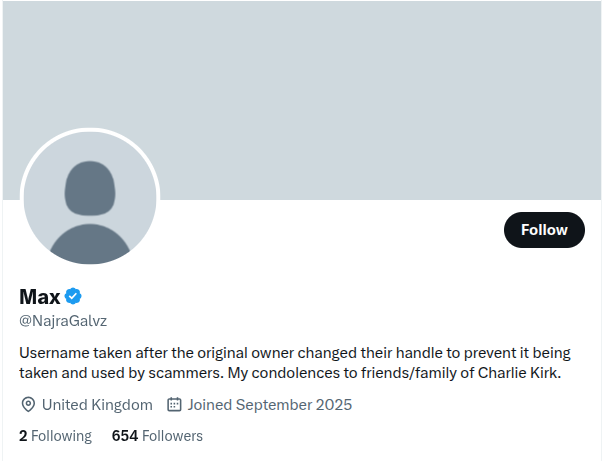 Follow
Max
@NajraGalvz
Username taken after the original owner changed their handle to prevent it being
taken and used by scammers. My condolences to friends/family of Charlie Kirk.
United Kingdom Joined September 2025
2 Following 654 Followers